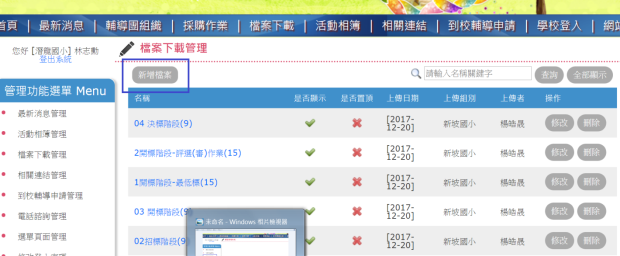 首頁 | 最新消息 | 輔導團組織 | 採購作業 | 檔案下載 | 活動相簿 | 相關連結 | 到校輔導申請 | 學校登入 | 網站
您好 [潛龍國小] 林志勳
登出系統
檔案下載管理
新增檔案
請輸入名稱關鍵字
查詢 全部顯示
管理功能選單 Menu
名稱 是否顯示 是否置頂 上傳日期 上傳組別 上傳者 操作
最新消息管理
活動相簿管理
檔案下載管理
相關連結管理
到校輔導申請管理
電話諮詢管理
選單頁面管理
04 決標階段(9) [2017-12-20] 新坡國小 楊皓晟 修改 刪除
2開標階段-評選(審)作業(15) [2017-12-20] 新坡國小 楊皓晟 修改 刪除
1開標階段-最低標(15) [2017-12-20] 新坡國小 楊皓晟 修改 刪除
03 開標階段(9 [2017-12-20] 新坡國小 楊皓晟 修改 刪除
未命名 - Windows 相片檢視器
02招標階段(9) [2017-12-20] 新坡國小 楊皓晟 修改 刪除